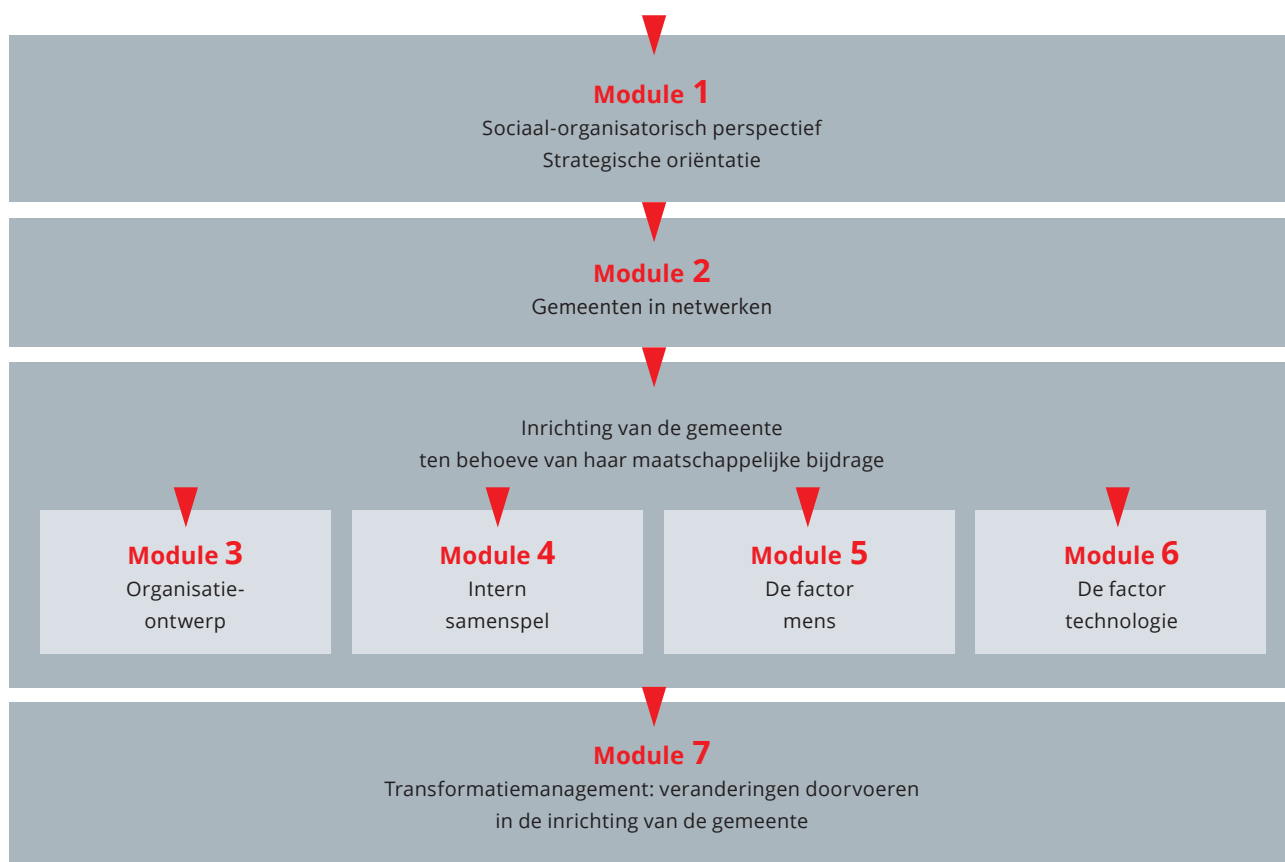 Module 1
Sociaal-organisatorisch perspectief
Strategische oriëntatie
Module 2
Gemeenten in netwerken
Inrichting van de gemeente
ten behoeve van haar maatschappelijke bijdrage
Module 3
Organisatie-
ontwerp
Module 4
Intern
samenspel
Module 5
De factor
mens
Module 6
De factor
technologie
Module 7
Transformatiemanagement: veranderingen doorvoeren
in de inrichting van de gemeente